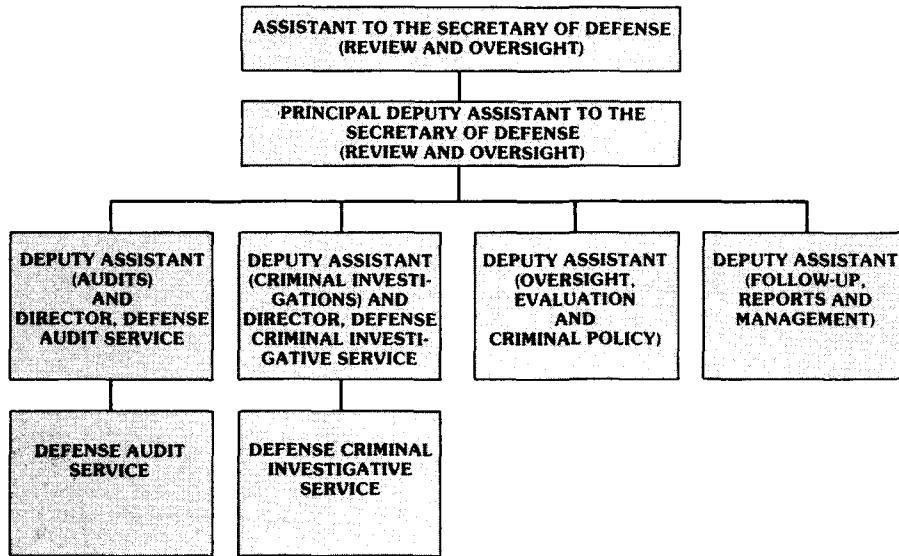 ASSISTANT TO THE SECRETARY OF DEFENSE
(REVIEW AND OVERSIGHT)
PRINCIPAL DEPUTY ASSISTANT TO THE
SECRETARY OF DEFENSE
(REVIEW AND OVERSIGHT)
DEPUTY ASSISTANT
(AUDITS)
AND
DIRECTOR, DEFENSE
AUDIT SERVICE
DEPUTY ASSISTANT
(CRIMINAL INVESTI-
GATIONS) AND
DIRECTOR, DEFENSE
CRIMINAL INVESTI-
GATIVE SERVICE
DEPUTY ASSISTANT
(OVERSIGHT,
EVALUATION
AND
CRIMINAL POLICY)
DEPUTY ASSISTANT
(FOLLOW-UP,
REPORTS AND
MANAGEMENT)
DEFENSE AUDIT
SERVICE
DEFENSE CRIMINAL
INVESTIGATIVE
SERVICE